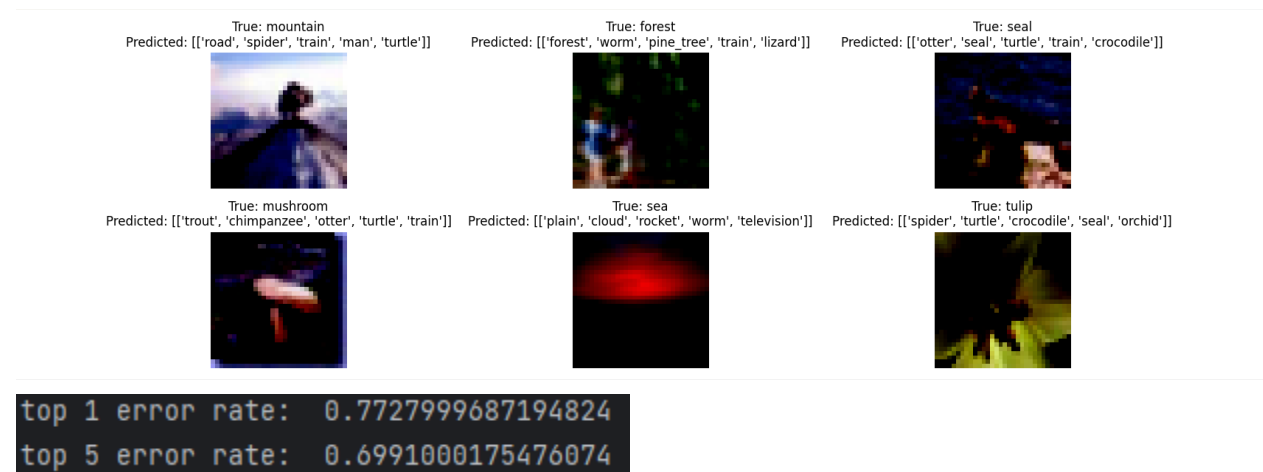 True: mountain
Predicted: [['road', 'spider', 'train', 'man', 'turtle']]
True: forest
Predicted: [['forest', 'worm', 'pine_tree', 'train', 'lizard']]
True: seal
Predicted: [['otter', 'seal', 'turtle', 'train', 'crocodile']]
True: mushroom
Predicted: [['trout', 'chimpanzee', 'otter', 'turtle', 'train']]
True: sea
Predicted: [['plain', 'cloud', 'rocket', 'worm', 'television']]
True: tulip
Predicted: [['spider', 'turtle', 'crocodile', 'seal', 'orchid']]
top 1 error rate:  0.7727999687194824
top 5 error rate:  0.6991000175476074